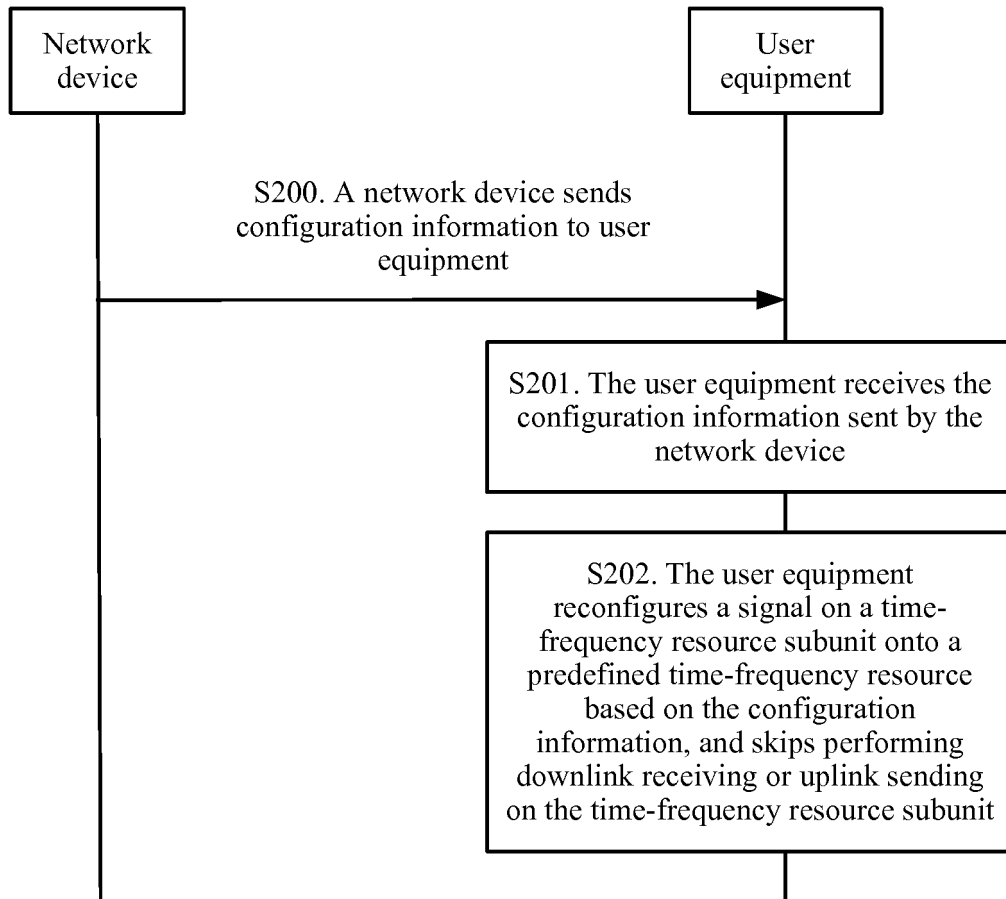 Network
device
User
equipment
S200. A network device sends
configuration information to user
equipment
S201. The user equipment receives the
configuration information sent by the
network device
S202. The user equipment
reconfigures a signal on a time-
frequency resource subunit onto a
predefined time-frequency resource
based on the configuration
information, and skips performing
downlink receiving or uplink sending
on the time-frequency resource subunit